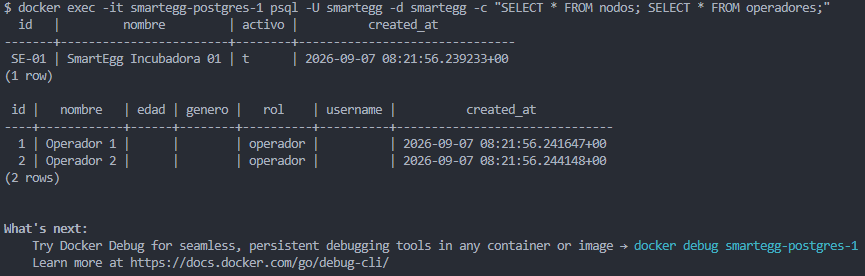 $ docker exec -it smartegg-postgres-1 psql -U smartegg -d smartegg -c "SELECT * FROM nodos; SELECT * FROM operadores;"
  id   |         nombre         | activo |          created_at
-------+------------------------+--------+-------------------------------
 SE-01 | SmartEgg Incubadora 01 | t      | 2026-09-07 08:21:56.239233+00
(1 row)

 id |   nombre   | edad | genero |   rol    | username |          created_at
----+------------+------+--------+----------+----------+-------------------------------
  1 | Operador 1 |      |        | operador |          | 2026-09-07 08:21:56.241647+00
  2 | Operador 2 |      |        | operador |          | 2026-09-07 08:21:56.244148+00
(2 rows)


What's next:
    Try Docker Debug for seamless, persistent debugging tools in any container or image → docker debug smartegg-postgres-1
    Learn more at https://docs.docker.com/go/debug-cli/